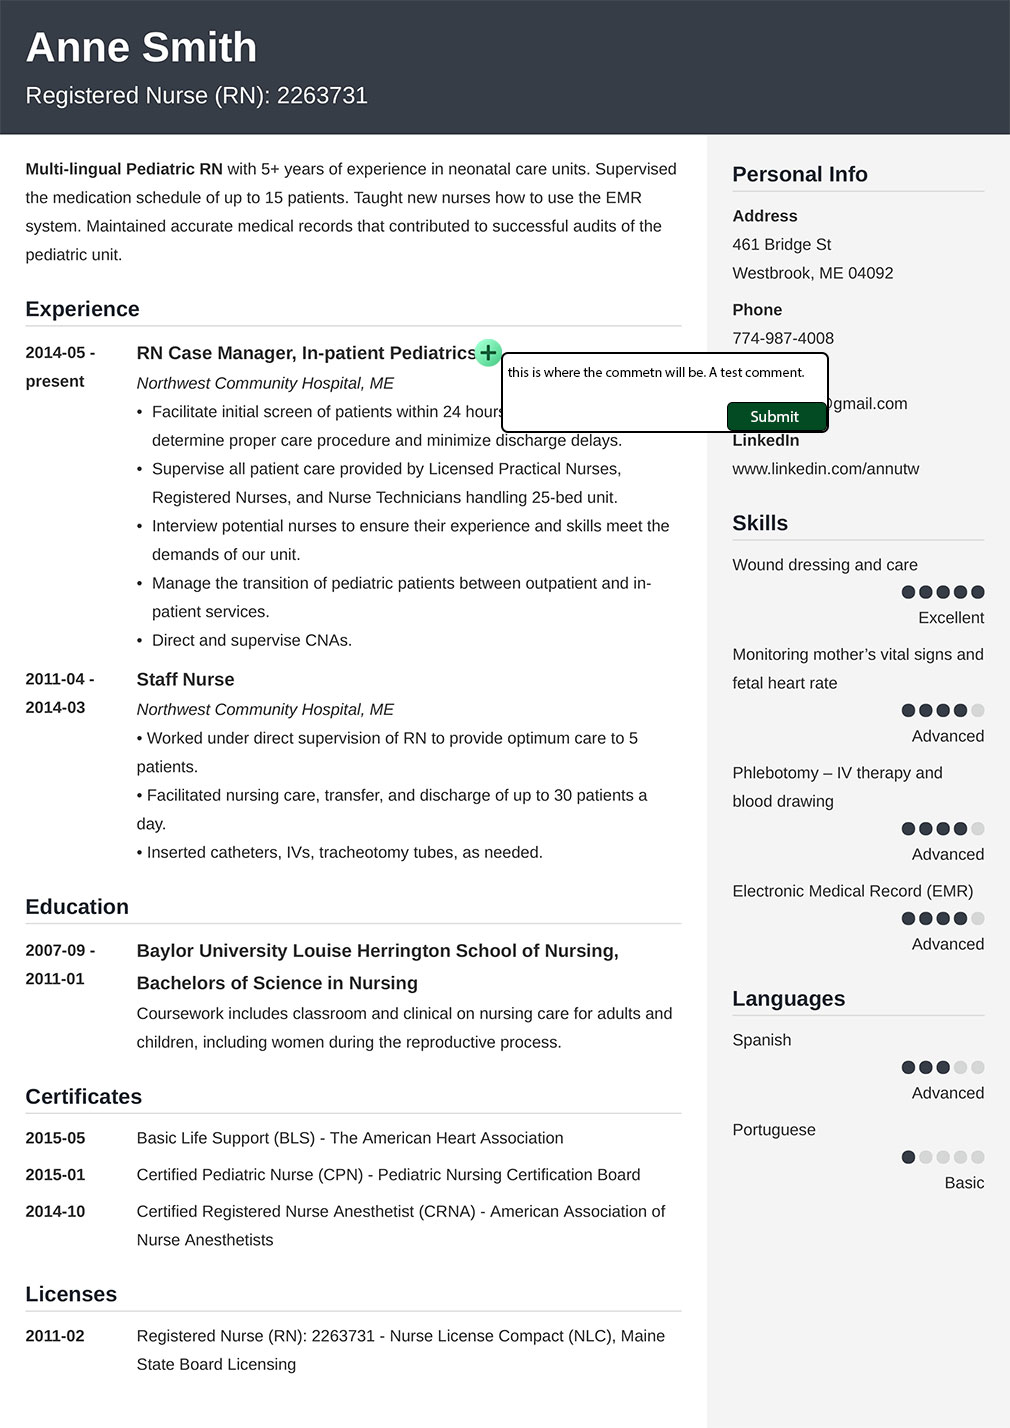 Anne Smith
Registered Nurse (RN): 2263731
Multi-lingual Pediatric RN with 5+ years of experience in neonatal care units. Supervised
the medication schedule of up to 15 patients. Taught new nurses how to use the EMR
system. Maintained accurate medical records that contributed to successful audits of the
pediatric unit.
Experience
2014-05 -
present
RN Case Manager, In-patient Pediatrics
+
this is where the commetn will be. A test comment.
Submit
Northwest Community Hospital, ME
• Facilitate initial screen of patients within 24 hours
determine proper care procedure and minimize discharge delays.
• Supervise all patient care provided by Licensed Practical Nurses,
Registered Nurses, and Nurse Technicians handling 25-bed unit.
• Interview potential nurses to ensure their experience and skills meet the
demands of our unit.
• Manage the transition of pediatric patients between outpatient and in-
patient services.
• Direct and supervise CNAs.
2011-04 -
2014-03
Staff Nurse
Northwest Community Hospital, ME
• Worked under direct supervision of RN to provide optimum care to 5
patients.
• Facilitated nursing care, transfer, and discharge of up to 30 patients a
day.
• Inserted catheters, IVs, tracheotomy tubes, as needed.
Education
2007-09 -
2011-01
Baylor University Louise Herrington School of Nursing,
Bachelors of Science in Nursing
Coursework includes classroom and clinical on nursing care for adults and
children, including women during the reproductive process.
Certificates
2015-05
Basic Life Support (BLS) - The American Heart Association
2015-01
Certified Pediatric Nurse (CPN) - Pediatric Nursing Certification Board
2014-10
Certified Registered Nurse Anesthetist (CRNA) - American Association of
Nurse Anesthetists
Licenses
2011-02
Registered Nurse (RN): 2263731 - Nurse License Compact (NLC), Maine
State Board Licensing
Personal Info
Address
461 Bridge St
Westbrook, ME 04092
Phone
774-987-4008
gmail.com
LinkedIn
www.linkedin.com/annutw
Skills
Wound dressing and care
Excellent
Monitoring mother's vital signs and
fetal heart rate
Advanced
Phlebotomy – IV therapy and
blood drawing
Advanced
Electronic Medical Record (EMR)
Advanced
Languages
Spanish
Advanced
Portuguese
Basic